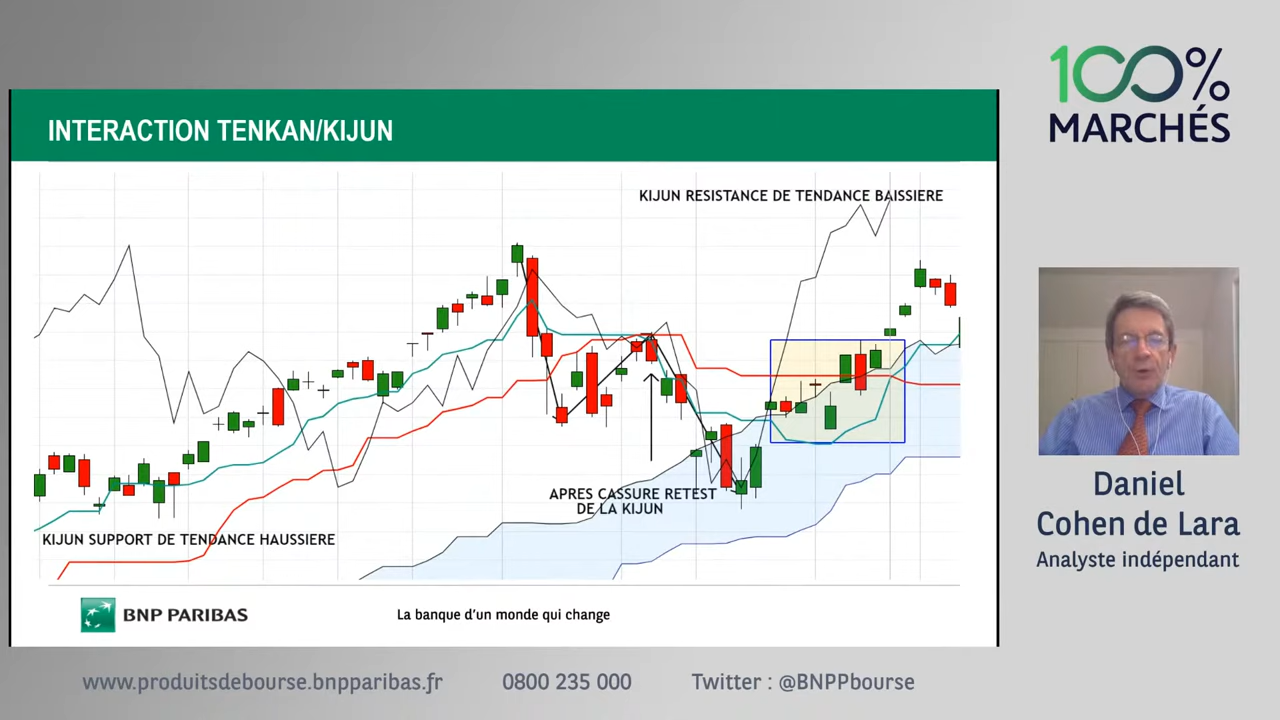 100%
MARCHÉS
INTERACTION TENKAN/KIJUN
KIJUN RESISTANCE DE TENDANCE BAISSIERE
APRES CASSURE RETEST
DE LA KIJUN
KIJUN SUPPORT DE TENDANCE HAUSSIERE
BNP PARIBAS
La banque d'un monde qui change
Daniel
Cohen de Lara
Analyste indépendant
www.produitsdebourse.bnpparibas.fr
0800 235 000
Twitter : @BNPPbourse